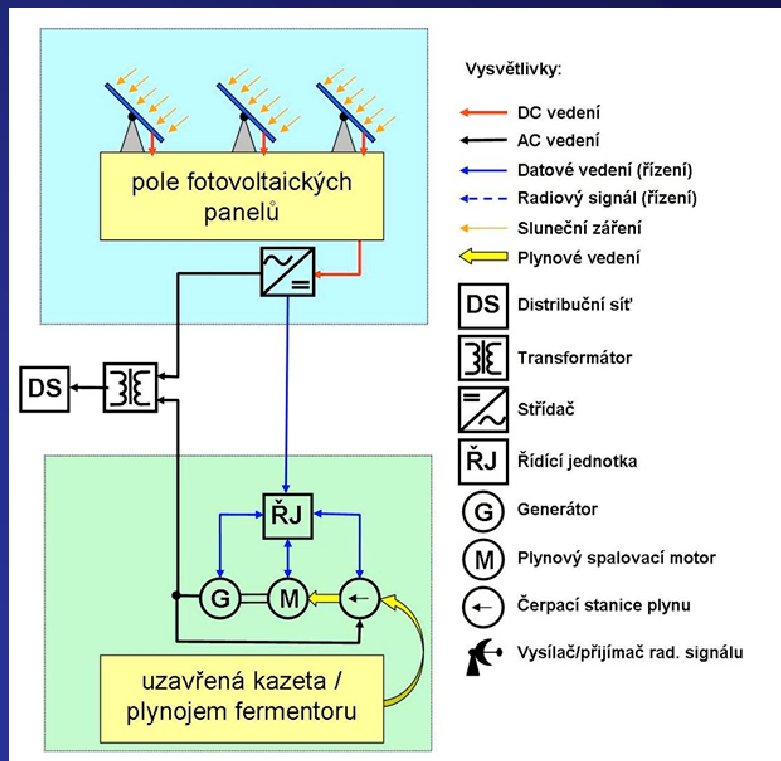 pole fotovoltaických
panelů
DS
ŘJ
G
M
uzavřená kazeta /
plynojem fermentoru
Vysvětlivky:
DC vedení
AC vedení
Datové vedení (řízení)
Radiový signál (řízení)
Sluneční záření
Plynové vedení
DS Distribuční síť
Transformátor
Střídač
ŘJ Řídící jednotka
G Generátor
M Plynový spalovací motor
Čerpací stanice plynu
Vysílač/přijímač rad. signálu